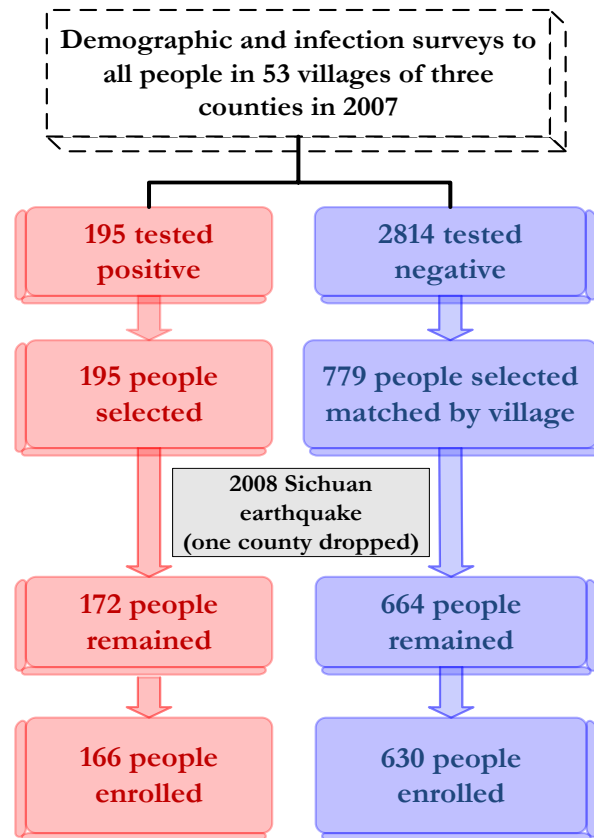 Demographic and infection surveys to
all people in 53 villages of three
counties in 2007
195 tested
positive
2814 tested
negative
195 people
selected
779 people selected
matched by village
2008 Sichuan
earthquake
(one county dropped)
172 people
remained
664 people
remained
166 people
enrolled
630 people
enrolled